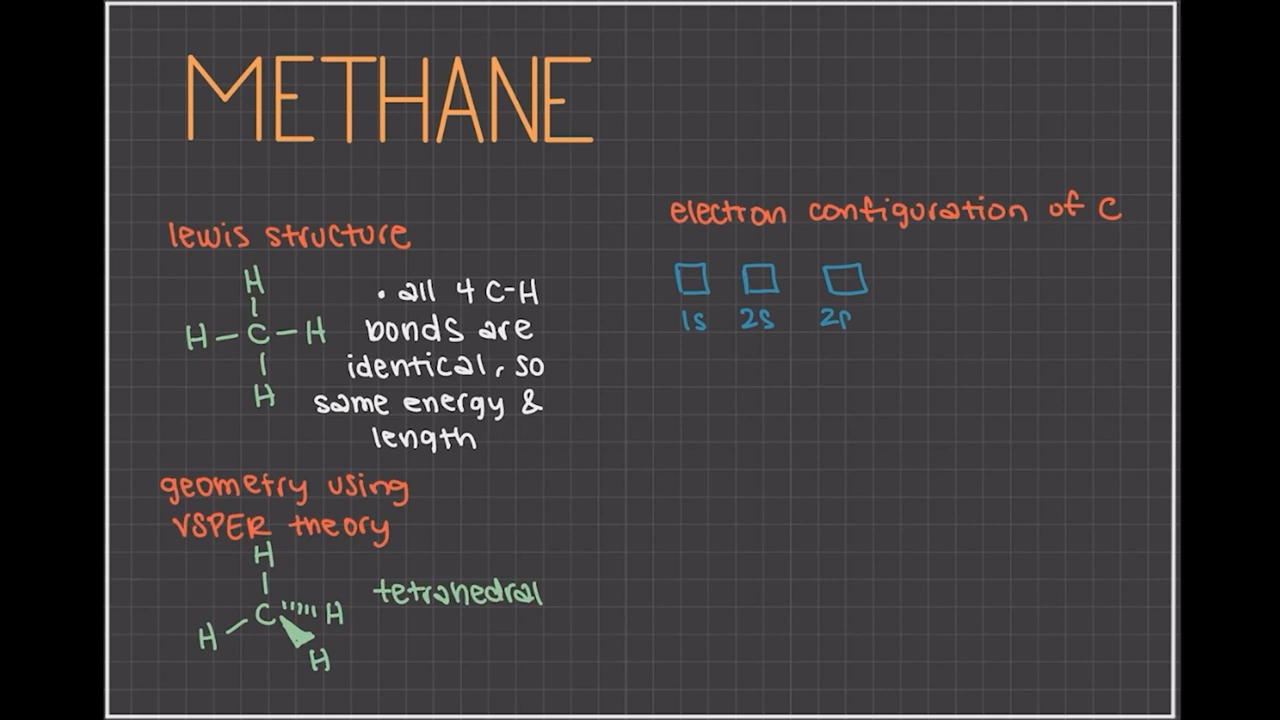 METHANE
lewis structure
H
H-C-H
H
• all 4 C-H
bonds are
identical, so
same energy &
length
geometry using
VSPER theory
H
C H
H
H
tetrahedral
electron configuration of C
1s 2s 2p